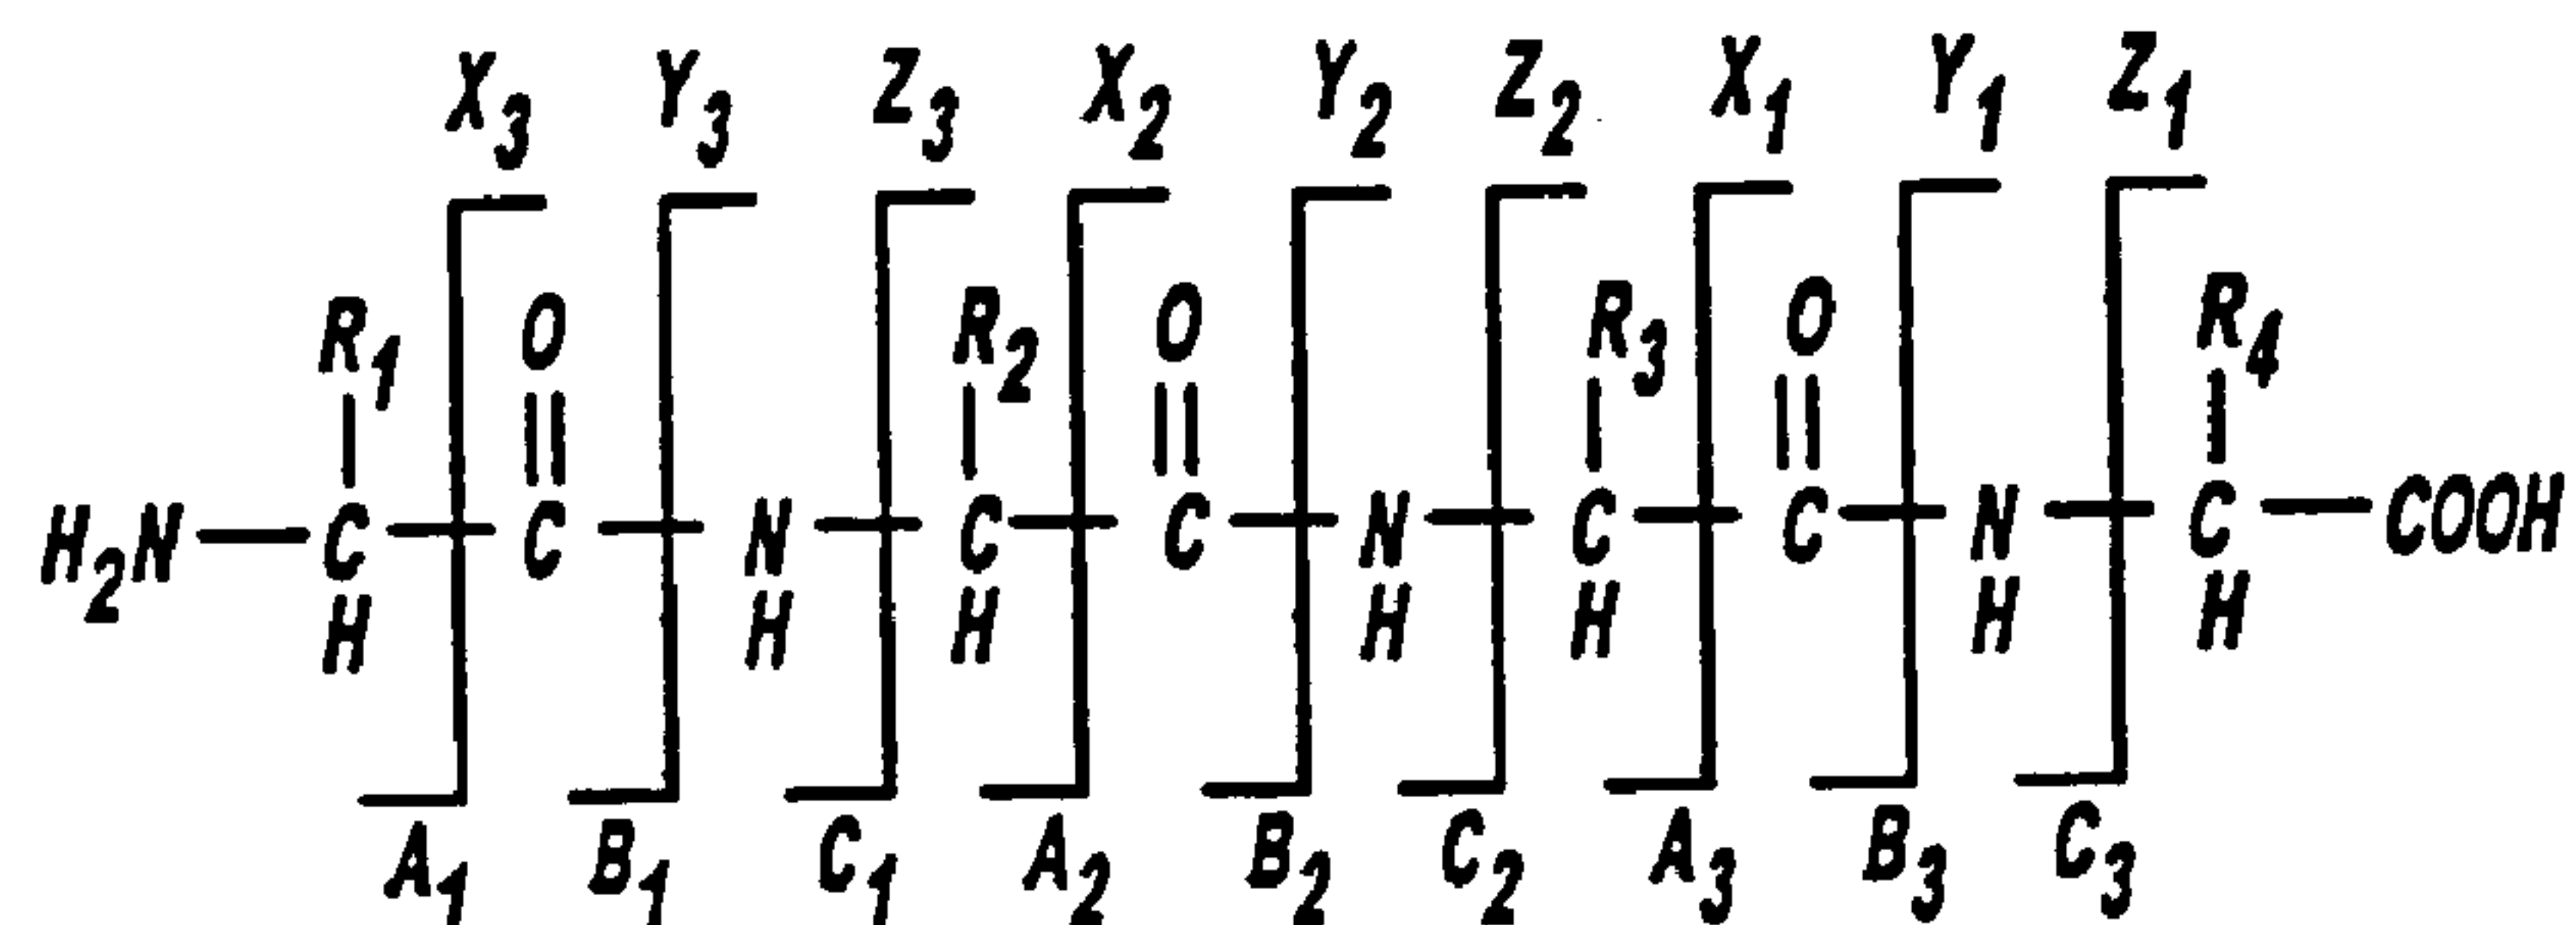 X₃ Y₃ Z₃ X₂ Y₂ Z₂ X₁ Y₁ Z₁
R₁ O R₂ O R₃ O R₄
H₂N C C N C C N C C N C COOH
H H H H H H H
A₁ B₁ C₁ A₂ B₂ C₂ A₃ B₃ C₃